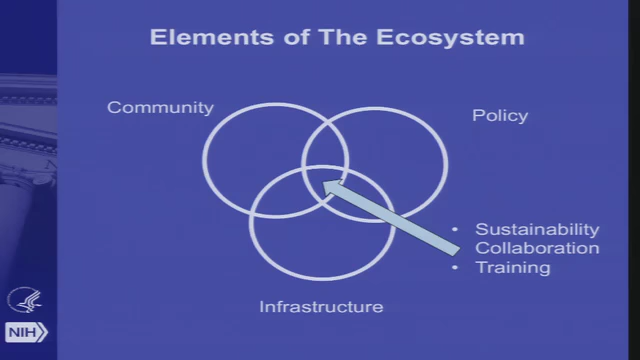 Elements of The Ecosystem
Community
Policy
• Sustainability
• Collaboration
• Training
Infrastructure
NIH